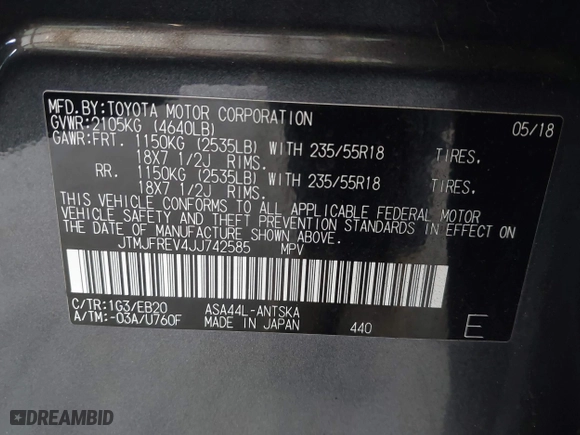 MFD.BY:TOYOTA MOTOR CORPORATION 05/18
GVWR:2105KG (4640LB)
GAWR:FRT. 1150KG (2535LB) WITH 235/55R18 TIRES,
18X7 1/2J RIMS.
RR. 1150KG (2535LB) WITH 235/55R18 TIRES,
18X7 1/2J RIMS.
THIS VEHICLE CONFORMS TO ALL APPLICABLE FEDERAL MOTOR
VEHICLE SAFETY AND THEFT PREVENTION STANDARDS IN EFFECT ON
THE DATE OF MANUFACTURE SHOWN ABOVE.
JTMJFREV4JJ742585 MPV
C/TR:1G3/EB20 ASA44L-ANTSKA
A/TM:-03A/U760F MADE IN JAPAN 440 E
DREAMBID